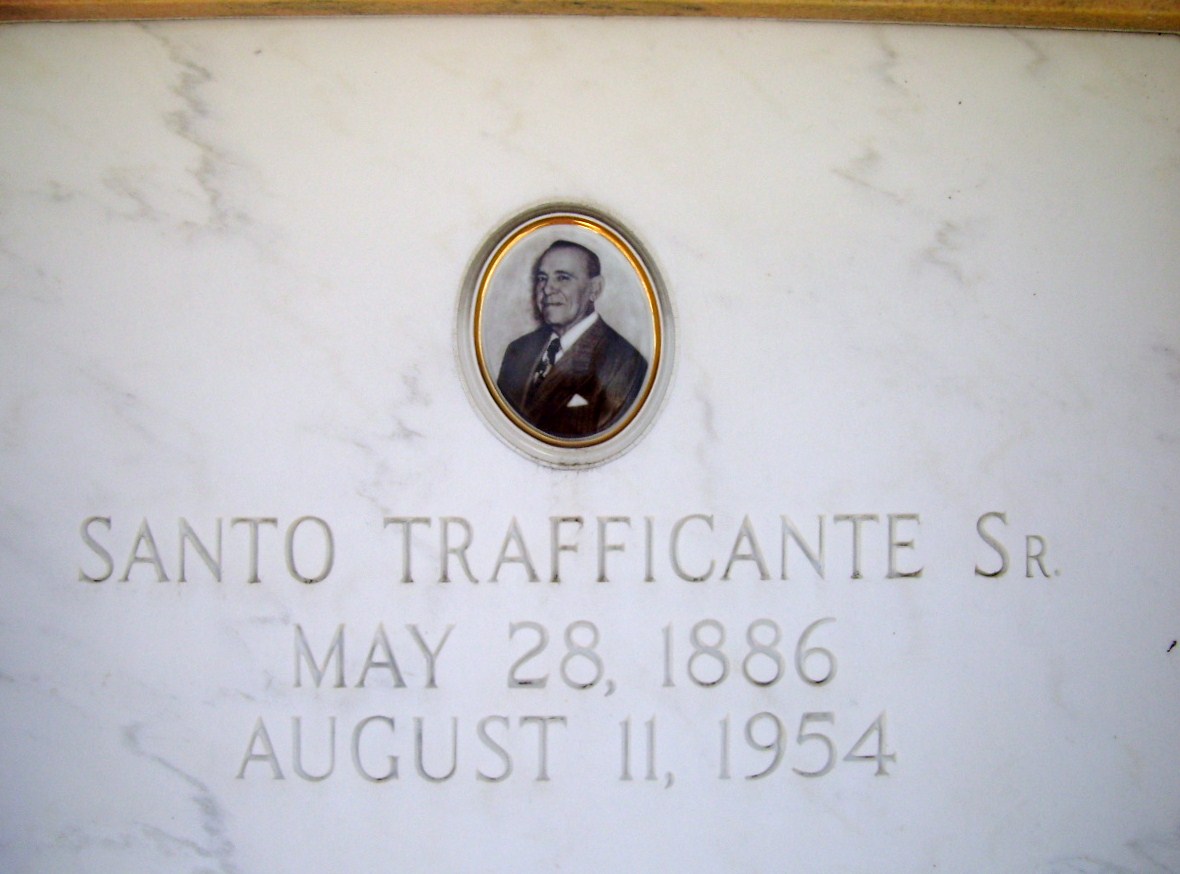 SANTO TRAFFICANTE SR.
MAY 28, 1886
AUGUST 11, 1954